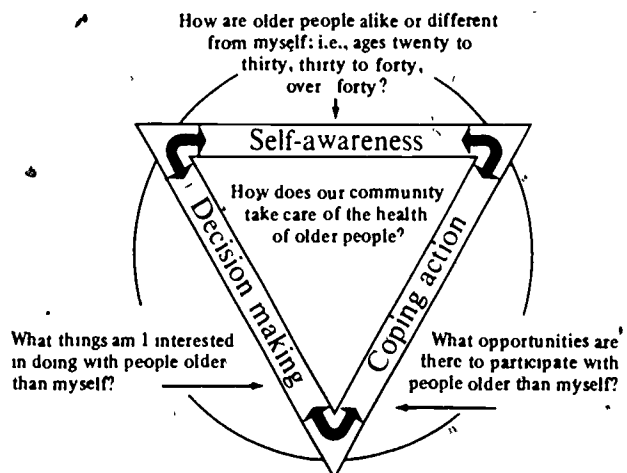 How are older people alike or different
from myself: i.e., ages twenty to
thirty, thirty to forty,
over forty?
Self-awareness
How does our community
take care of the health
of older people?
Decision making
Coping action
What things am I interested
in doing with people older
than myself?
What opportunities are
there to participate with
people older than myself?